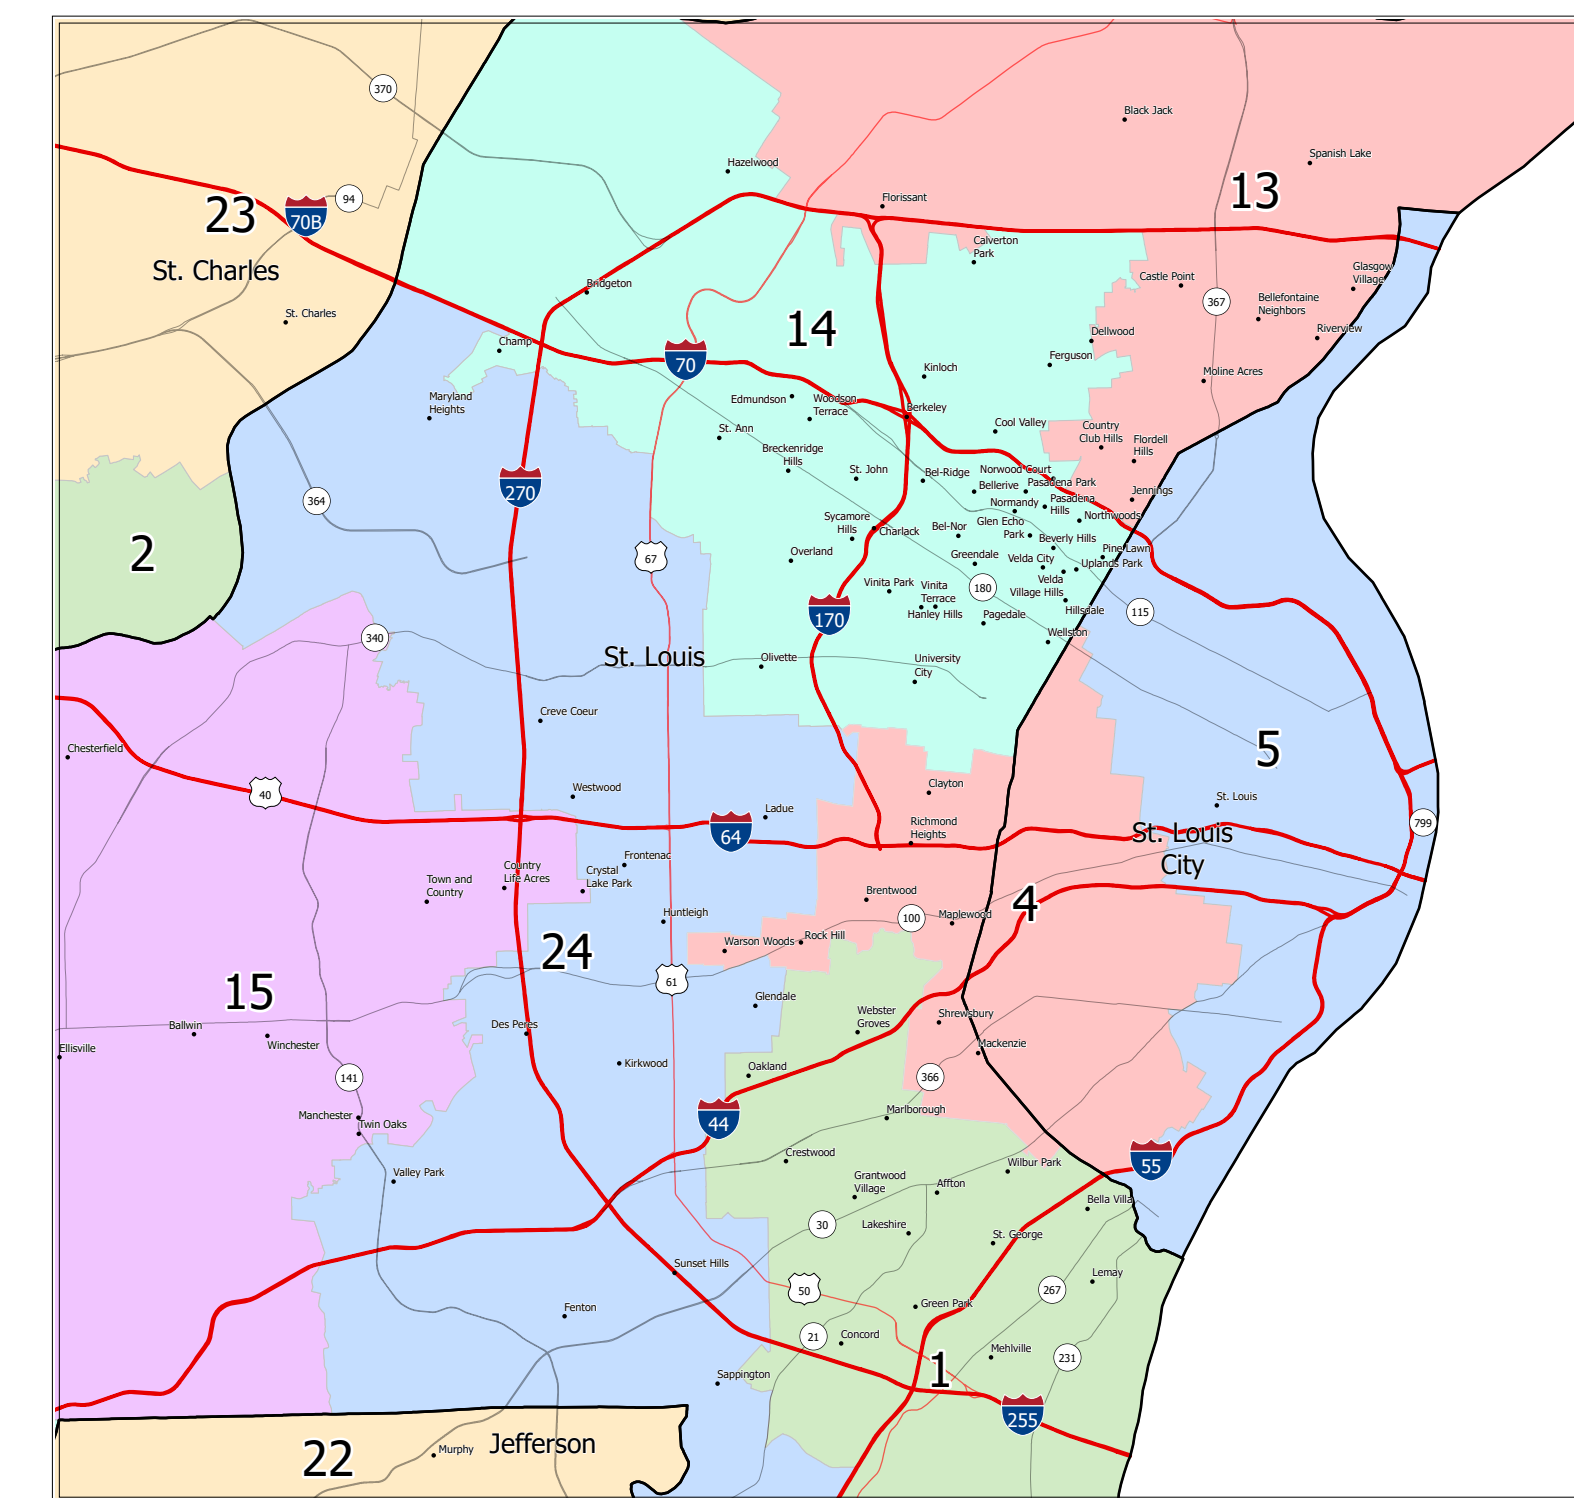 370
Black Jack
Spanish Lake
Hazelwood
13
23
94
70B
Florissant
St. Charles
Calverton
Park
Castle Point
Glasgow
Village
Bridgeton
367
Bellefontaine
Neighbors
St. Charles
14
Dellwood
Riverview
Champ
70
Ferguson
Kinloch
Moline Acres
Maryland
Heights
Edmundson
Woodson
Terrace
Berkeley
St. Ann
Cool Valley
Country
Club Hills
Flordell
Hills
Breckenridge
Hills
St. John
Bel-Ridge
Norwood Court
Bellerive
Pasadena Park
Jennings
270
364
Normandy
Pasadena
Hills
Northwoods
Sycamore
Hills
Charlack
Bel-Nor
Glen Echo
Park
Beverly Hills
Pine Lawn
2
67
Overland
Greendale
Velda City
Uplands Park
Vinita Park
Vinita
Terrace
180
Velda
Village Hills
Hanley Hills
Pagedale
Hillsdale
115
170
340
Wellston
St. Louis
Olivette
University
City
Creve Coeur
5
Chesterfield
40
Westwood
Clayton
St. Louis
Ladue
64
Richmond
Heights
St. Louis
City
799
Frontenac
Country
Life Acres
Crystal
Lake Park
Town and
Country
Brentwood
4
Huntleigh
100
Maplewood
24
Warson Woods
Rock Hill
15
61
Glendale
Webster
Groves
Shrewsbury
Ballwin
Winchester
Des Peres
Ellisville
Mackenzie
Kirkwood
Oakland
141
366
Manchester
Twin Oaks
44
Marlborough
Crestwood
Valley Park
Wilbur Park
55
Grantwood
Village
Affton
Bella Villa
30
Lakeshire
St. George
Sunset Hills
Lemay
50
267
Fenton
Green Park
21
Concord
Mehlville
231
Sappington
1
255
22
Murphy
Jefferson